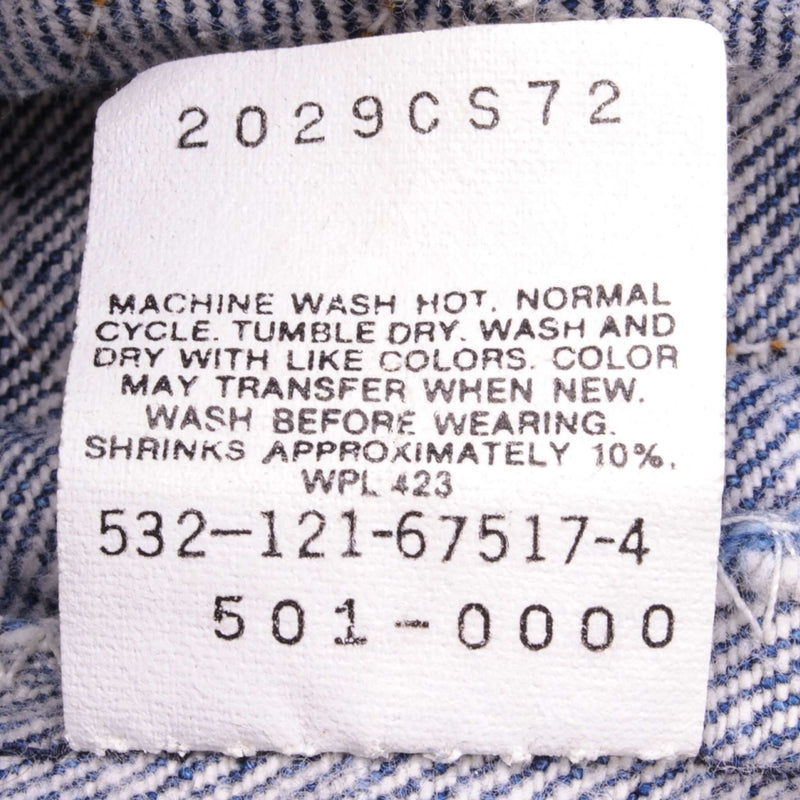 2029CS72
MACHINE WASH HOT. NORMAL
CYCLE. TUMBLE DRY. WASH AND
DRY WITH LIKE COLORS. COLOR
MAY TRANSFER WHEN NEW.
WASH BEFORE WEARING.
SHRINKS APPROXIMATELY 10%.
WPL 423
532-121-67517-4
501-0000